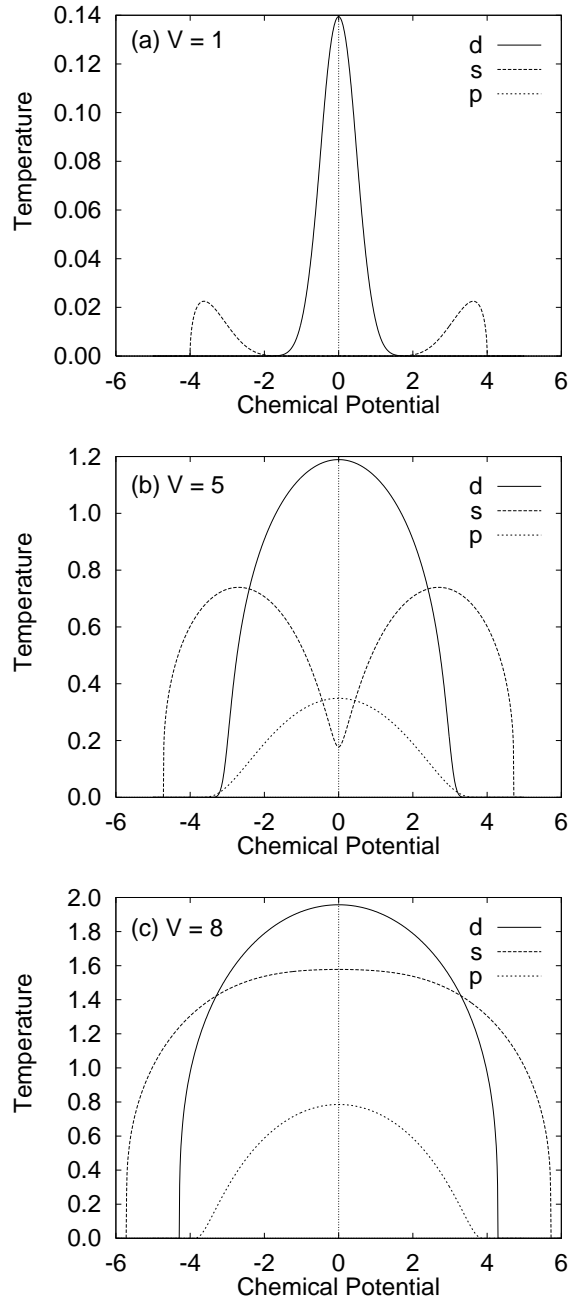 (a) V = 1
d
s
p
Temperature
0.14
0.12
0.10
0.08
0.06
0.04
0.02
0.00
-6 -4 -2 0 2 4 6
Chemical Potential
(b) V = 5
d
s
p
Temperature
1.2
1.0
0.8
0.6
0.4
0.2
0.0
-6 -4 -2 0 2 4 6
Chemical Potential
(c) V = 8
d
s
p
Temperature
2.0
1.8
1.6
1.4
1.2
1.0
0.8
0.6
0.4
0.2
0.0
-6 -4 -2 0 2 4 6
Chemical Potential